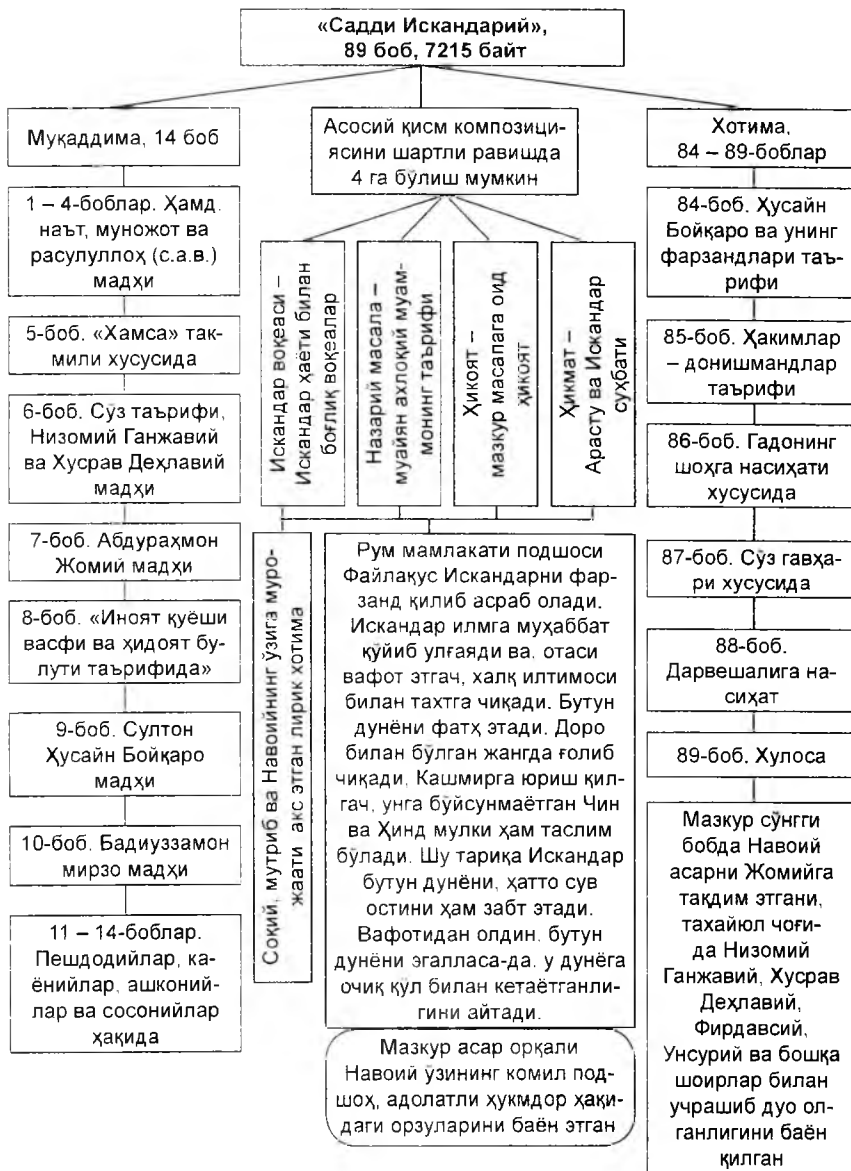 «Садди Искандарий»,
89 боб, 7215 байт
Муқаддима, 14 боб
1 – 4-боблар. Ҳамд.
наът, муножот ва
расулуллоҳ (с.а.в.)
мадҳи
5-боб. «Хамса» так-
мили хусусида
6-боб. Сўз таърифи,
Низомий Ганжавий
ва Хусрав Деҳлавий
мадҳи
7-боб. Абдураҳмон
Жомий мадҳи
8-боб. «Иноят қуёши
васфи ва ҳидоят бу-
лути таърифида»
9-боб. Султон
Ҳусайн Бойқаро
мадҳи
10-боб. Бадиуззамон
мирзо мадҳи
11 – 14-боблар.
Пешдодийлар, ка-
ёнийлар, ашконий-
лар ва сосонийлар
ҳақида
Асосий қисм композици-
ясини шартли равишда
4 га бўлиш мумкин
Искандар воқеаси –
Искандар ҳаёти билан
боғлиқ воқеалар
Назарий масала –
муайян ахлоқий муам-
монинг таърифи
Ҳикоят –
мазкур масалага оид
ҳикоят
Ҳикмат –
Арасту ва Искандар
суҳбати
Соқий, мутриб ва Навоийнинг ўзига муро-
жаати акс этган лирик хотима
Рум мамлакати подшоси
Файлақус Искандарни фар-
занд қилиб асраб олади.
Искандар илмга муҳаббат
қўйиб улғаяди ва, отаси
вафот этгач, халқ илтимоси
билан тахтга чиқади. Бутун
дунёни фатҳ этади. Доро
билан бўлган жангда ғолиб
чиқади, Кашмирга юриш қил-
гач, унга бўйсунмаётган Чин
ва Ҳинд мулки ҳам таслим
бўлади. Шу тариқа Искандар
бутун дунёни, ҳатто сув
остини ҳам забт этади.
Вафотидан олдин, бутун
дунёни эгалласа-да, у дунёга
очиқ қўл билан кетаётганли-
гини айтади.
Мазкур асар орқали
Навоий ўзининг комил под-
шоҳ, адолатли ҳукмдор ҳақи-
даги орзуларини баён этган
Хотима,
84 – 89-боблар
84-боб. Ҳусайн
Бойқаро ва унинг
фарзандлари таъ-
рифи
85-боб. Ҳакимлар
– донишмандлар
таърифи
86-боб. Гадонинг
шоҳга насиҳати
хусусида
87-боб. Сўз гавҳа-
ри хусусида
88-боб.
Дарвешалига на-
сиҳат
89-боб. Хулоса
Мазкур сўнгги
бобда Навоий
асарни Жомийга
тақдим этгани,
тахайюл чоғи-
да Низомий
Ганжавий, Хусрав
Деҳлавий,
Фирдавсий,
Унсурий ва бошқа
шоирлар билан
учрашиб дуо ол-
ганлигини баён
қилган